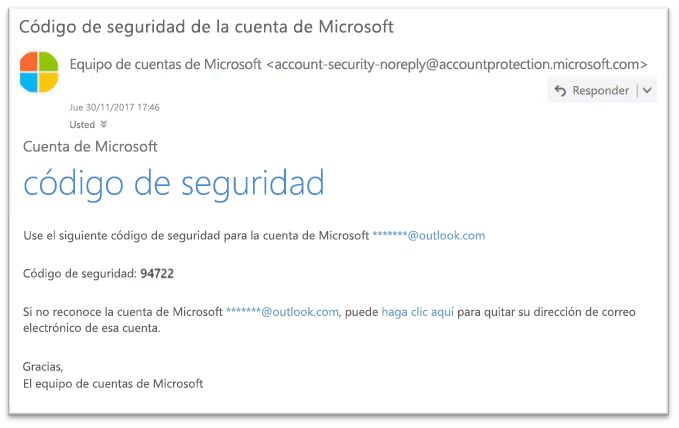 Código de seguridad de la cuenta de Microsoft
Equipo de cuentas de Microsoft <account-security-noreply@accountprotection.microsoft.com>
Responder
Jue 30/11/2017 17:46
Usted
Cuenta de Microsoft
código de seguridad
Use el siguiente código de seguridad para la cuenta de Microsoft *******@outlook.com
Código de seguridad: 94722
Si no reconoce la cuenta de Microsoft *******@outlook.com, puede haga clic aquí para quitar su dirección de correo
electrónico de esa cuenta.
Gracias,
El equipo de cuentas de Microsoft